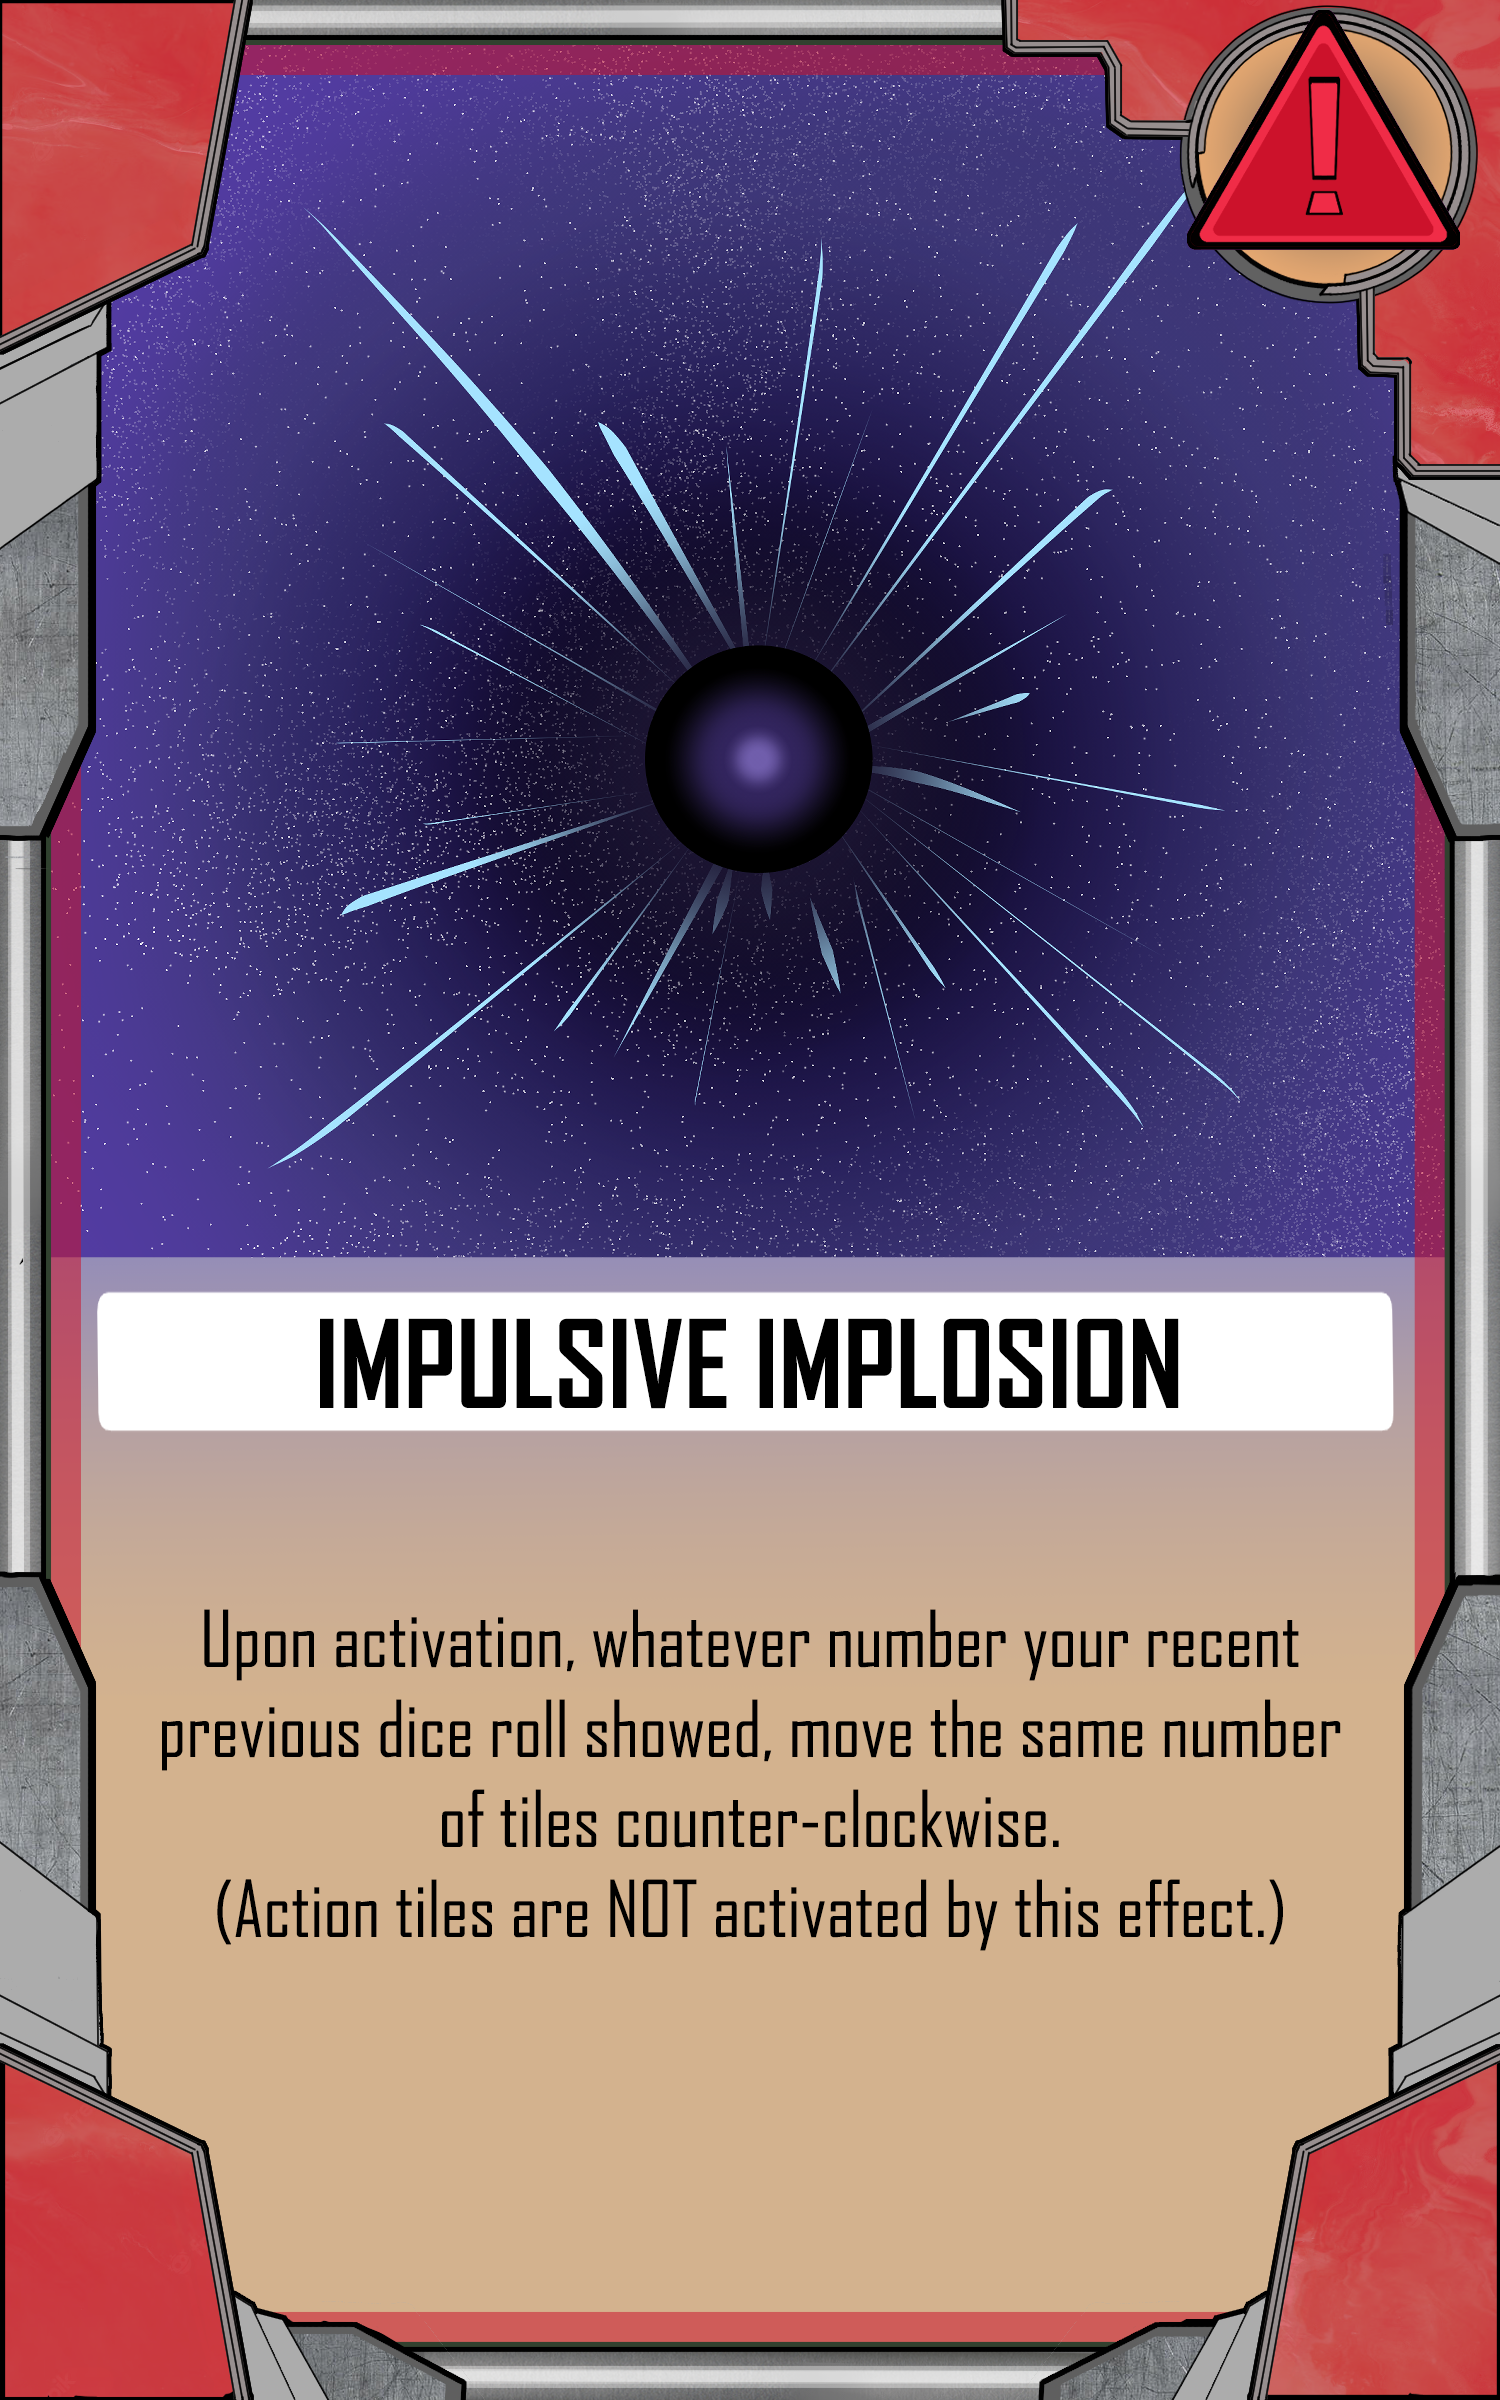 !
IMPULSIVE IMPLOSION
Upon activation, whatever number your recent
previous dice roll showed, move the same number
of tiles counter-clockwise.
(Action tiles are NOT activated by this effect.)